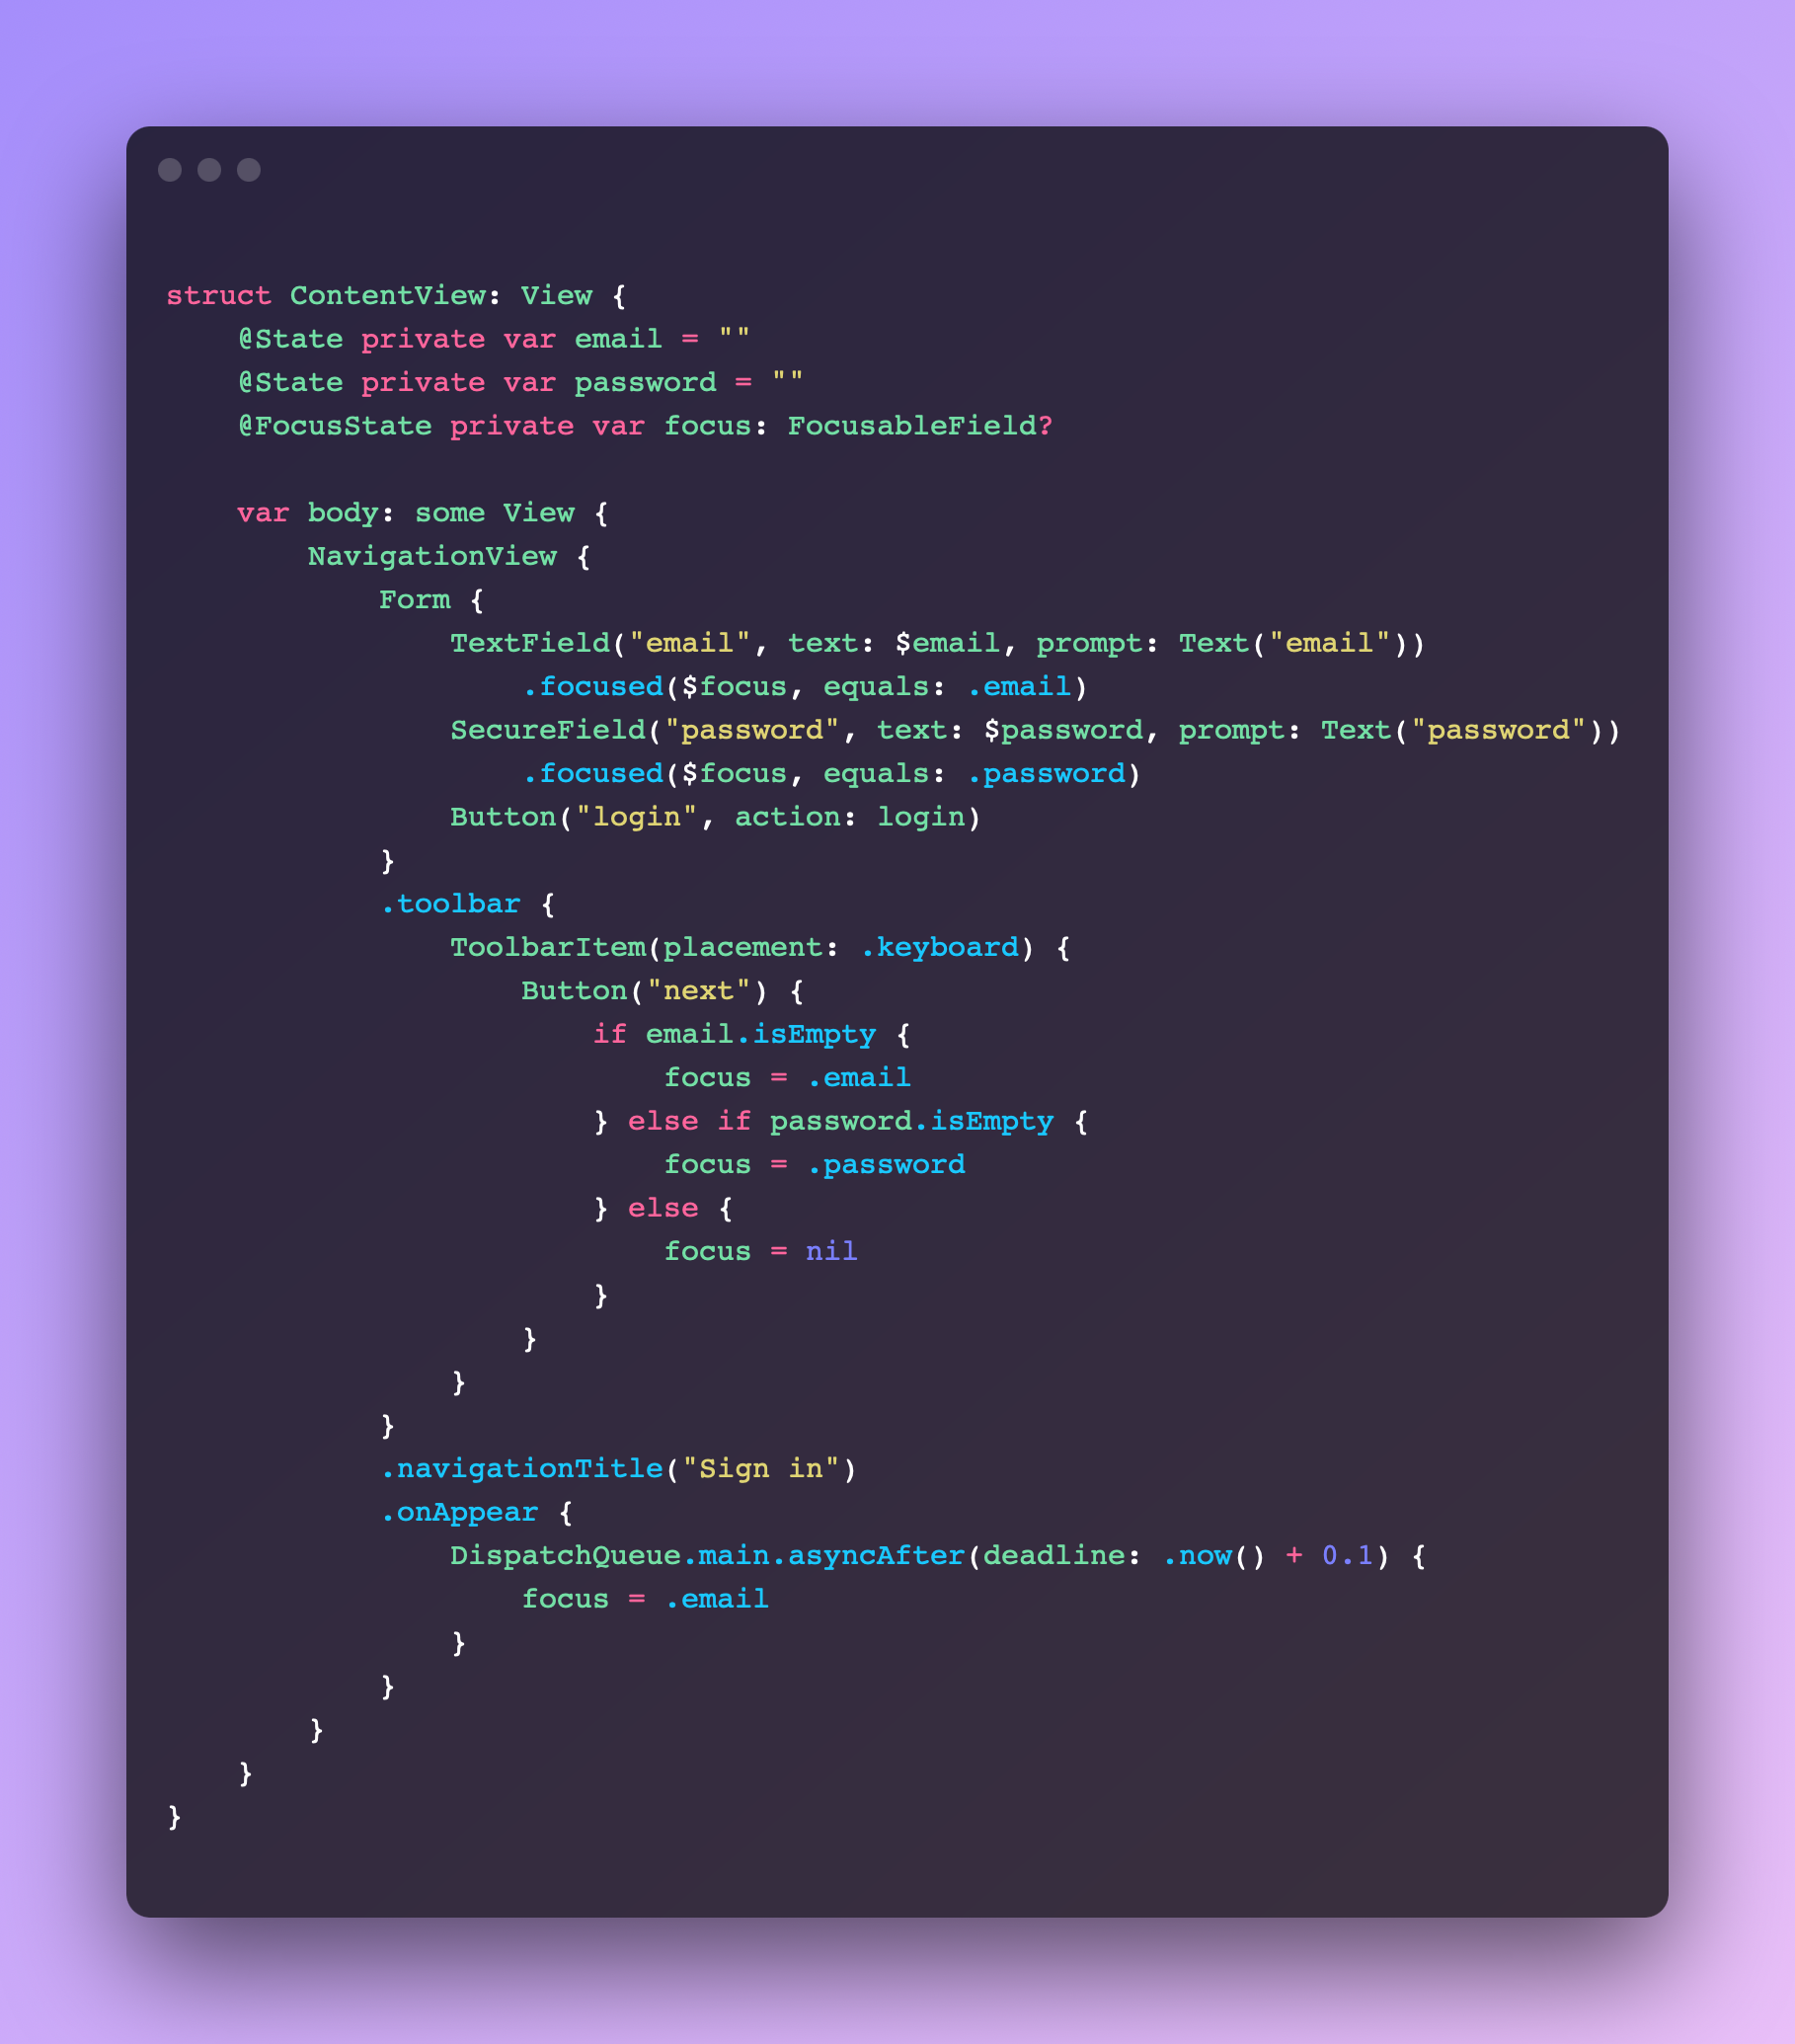 struct ContentView: View {
    @State private var email = ""
    @State private var password = ""
    @FocusState private var focus: FocusableField?

    var body: some View {
        NavigationView {
            Form {
                TextField("email", text: $email, prompt: Text("email"))
                    .focused($focus, equals: .email)
                SecureField("password", text: $password, prompt: Text("password"))
                    .focused($focus, equals: .password)
                Button("login", action: login)
            }
            .toolbar {
                ToolbarItem(placement: .keyboard) {
                    Button("next") {
                        if email.isEmpty {
                            focus = .email
                        } else if password.isEmpty {
                            focus = .password
                        } else {
                            focus = nil
                        }
                    }
                }
            }
            .navigationTitle("Sign in")
            .onAppear {
                DispatchQueue.main.asyncAfter(deadline: .now() + 0.1) {
                    focus = .email
                }
            }
        }
    }
}